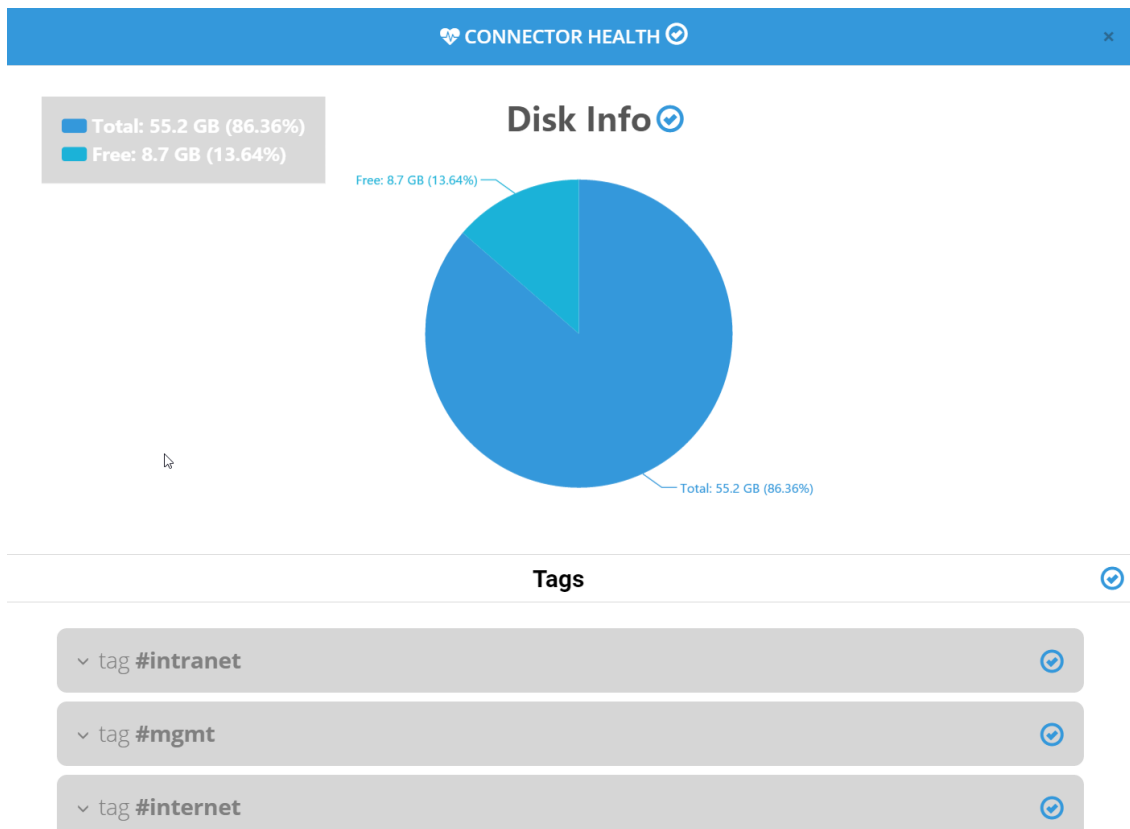 CONNECTOR HEALTH
×
Total: 55.2 GB (86.36%)
Free: 8.7 GB (13.64%)
Disk Info
Free: 8.7 GB (13.64%)
Total: 55.2 GB (86.36%)
Tags
tag #intranet
tag #mgmt
tag #internet